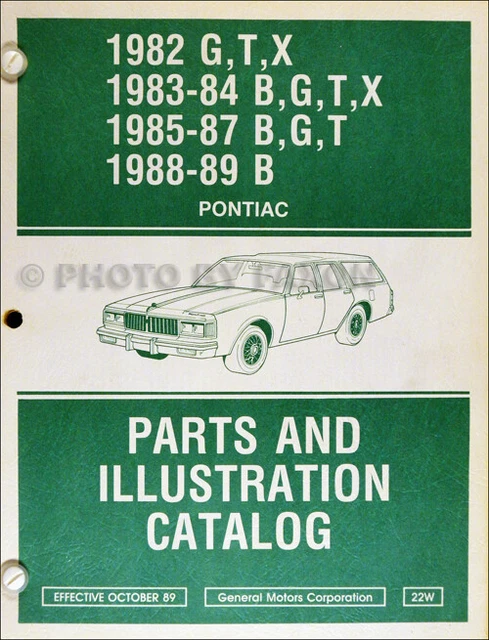 1982 G,T,X
1983-84 B,G,T,X
1985-87 B,G,T
1988-89 B
PONTIAC
© PHOTO BY FAXON
PARTS AND
ILLUSTRATION
CATALOG
EFFECTIVE OCTOBER 89
General Motors Corporation
22W